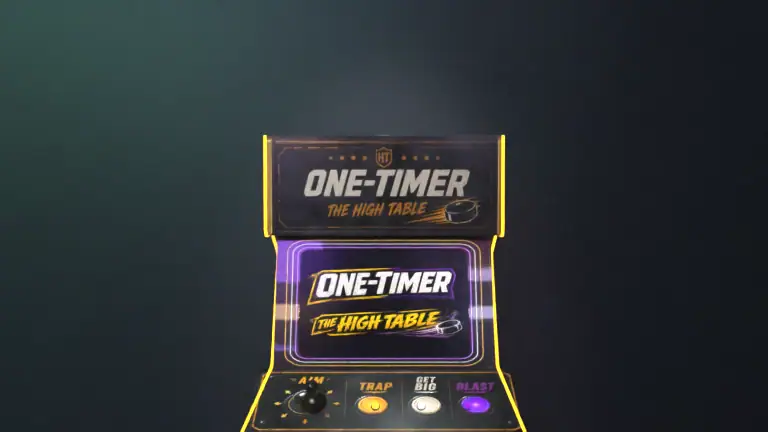 HT
ONE-TIMER
THE HIGH TABLE
ONE-TIMER
THE HIGH TABLE
AIM
TRAP
GET
BIG
BLAST